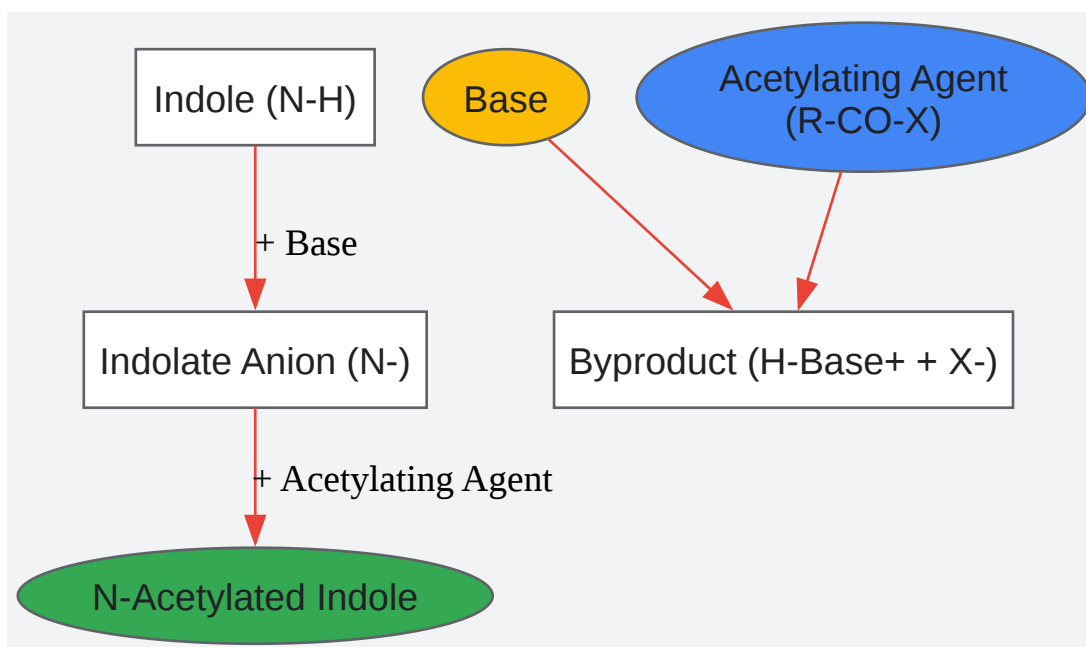 Indole (N-H)
Base
Acetylating Agent
(R-CO-X)
+ Base
Indolate Anion (N-)
Byproduct (H-Base+ + X-)
+ Acetylating Agent
N-Acetylated Indole